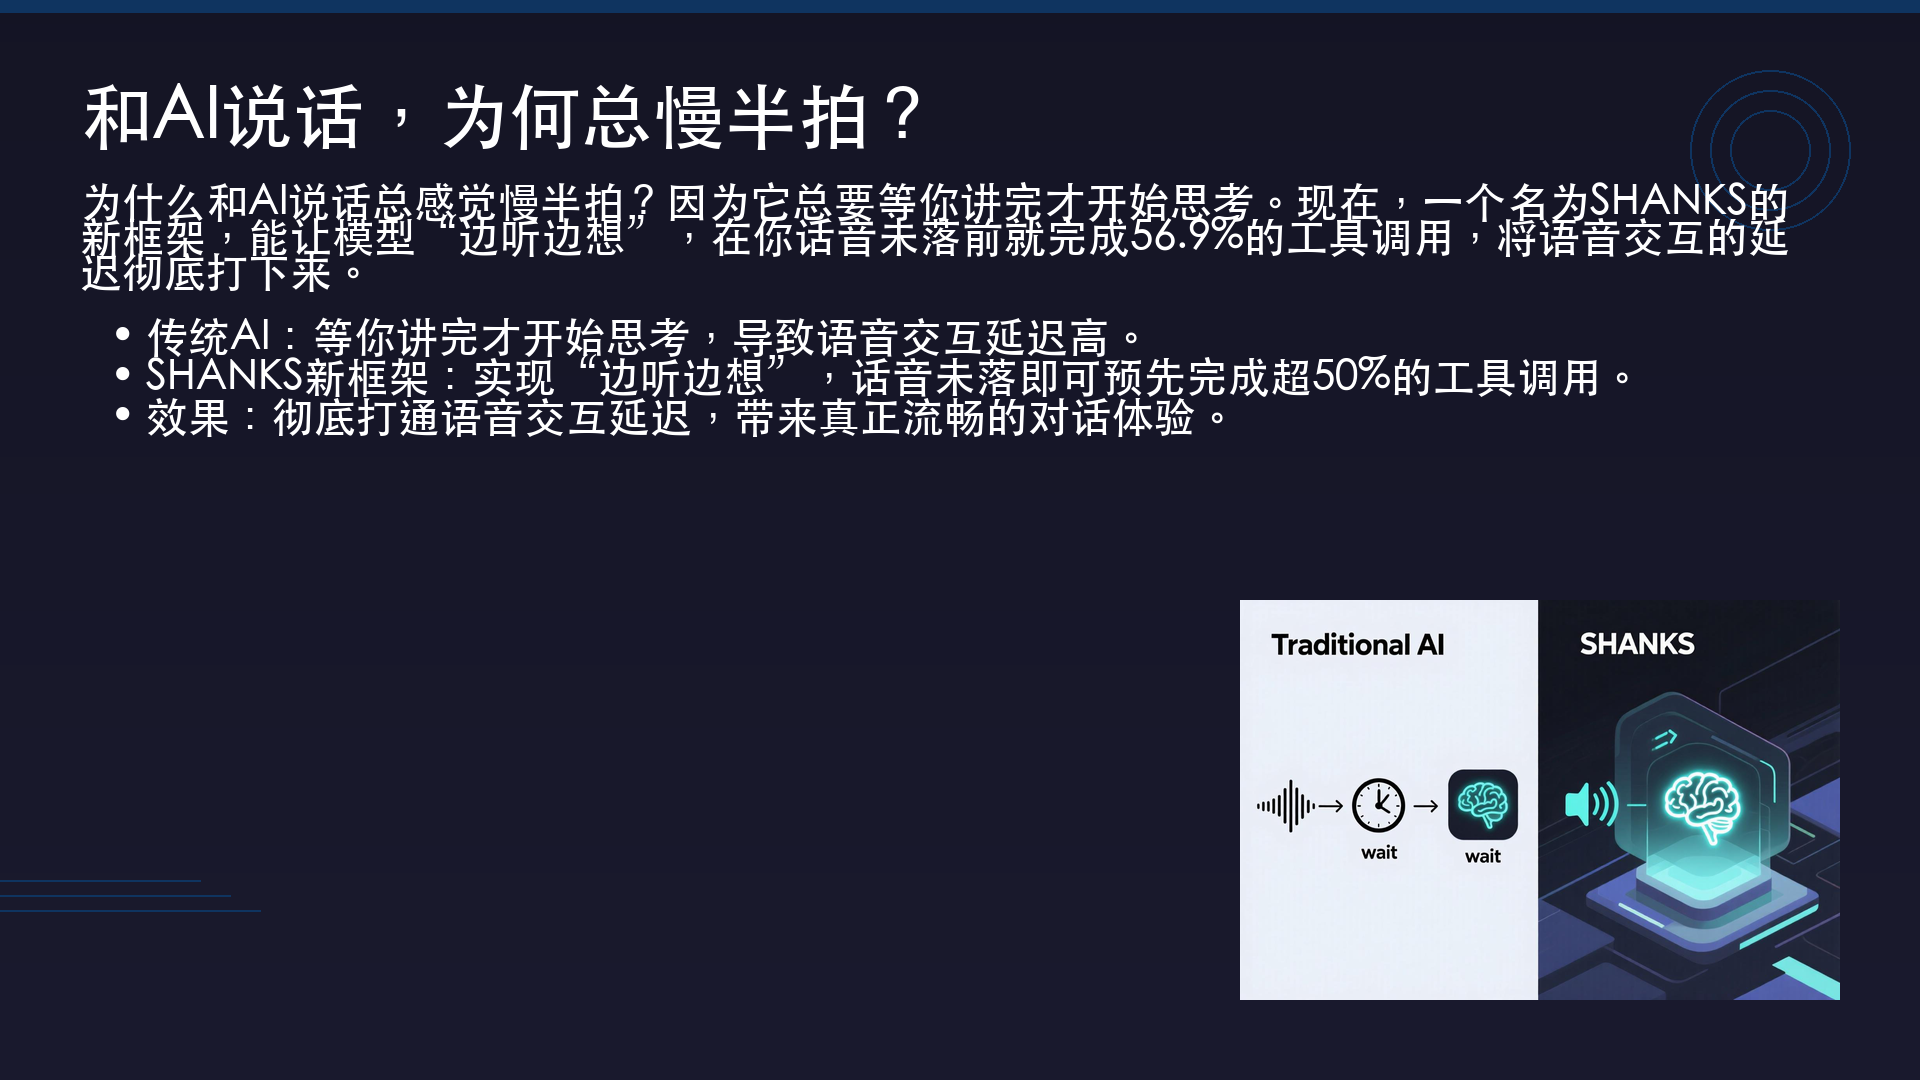 和AI说话，为何总慢半拍？
为什么和AI说话总感觉慢半拍？因为它总要等你讲完才开始思考。现在，一个名为SHANKS的
新框架，能让模型“边听边想”，在你话音未落前就完成56.9%的工具调用，将语音交互的延
迟彻底打下来。
• 传统AI：等你讲完才开始思考，导致语音交互延迟高。
• SHANKS新框架：实现“边听边想”，话音未落即可预先完成超50%的工具调用。
• 效果：彻底打通语音交互延迟，带来真正流畅的对话体验。
Traditional AI
wait
wait
SHANKS